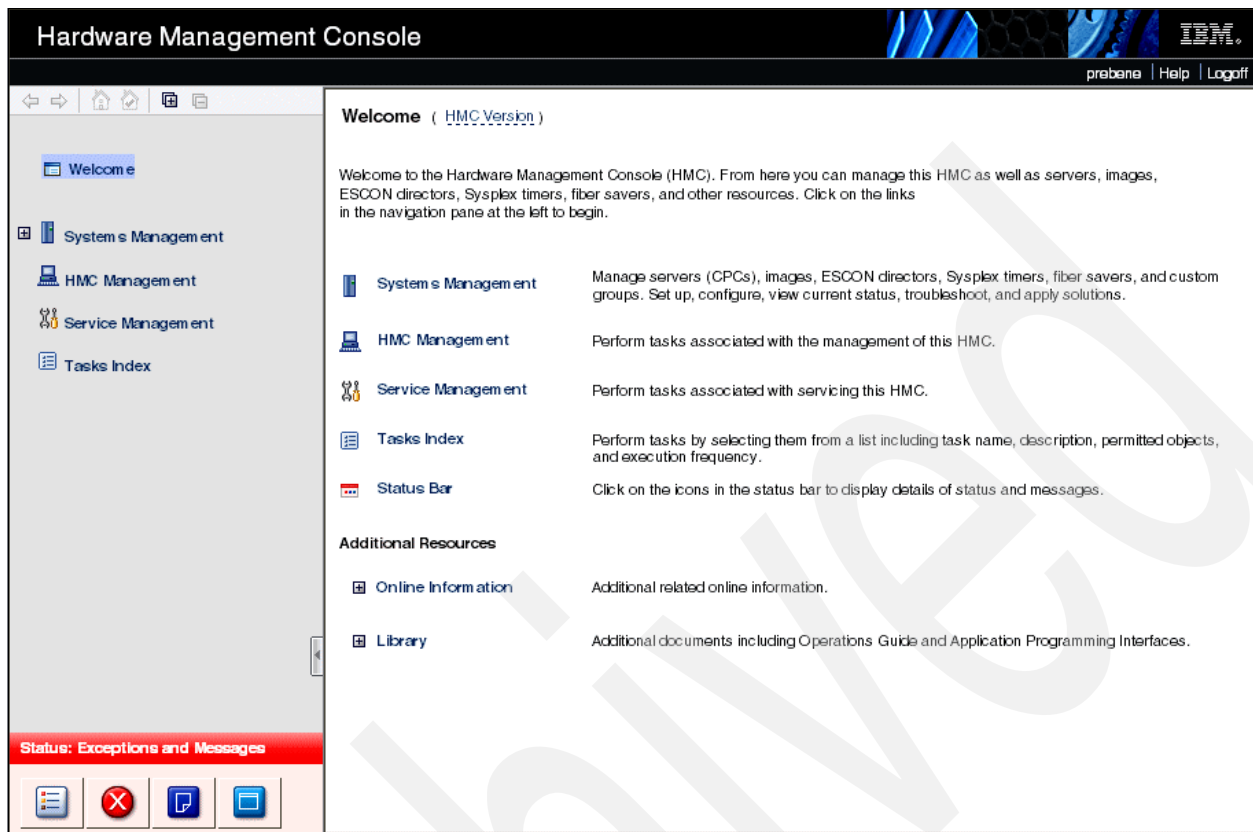 Hardware Management Console
IBM.
prebene | Help | Logoff
Welcome
Systems Management
HMC Management
Service Management
Tasks Index
Status: Exceptions and Messages
Welcome ( HMC Version )
Welcome to the Hardware Management Console (HMC). From here you can manage this HMC as well as servers, images,
ESCON directors, Sysplex timers, fiber savers, and other resources. Click on the links
in the navigation pane at the left to begin.
Systems Management
Manage servers (CPCs), images, ESCON directors, Sysplex timers, fiber savers, and custom
groups. Set up, configure, view current status, troubleshoot, and apply solutions.
HMC Management
Perform tasks associated with the management of this HMC.
Service Management
Perform tasks associated with servicing this HMC.
Tasks Index
Perform tasks by selecting them from a list including task name, description, permitted objects,
and execution frequency.
Status Bar
Click on the icons in the status bar to display details of status and messages.
Additional Resources
Online Information
Additional related online information.
Library
Additional documents including Operations Guide and Application Programming Interfaces.